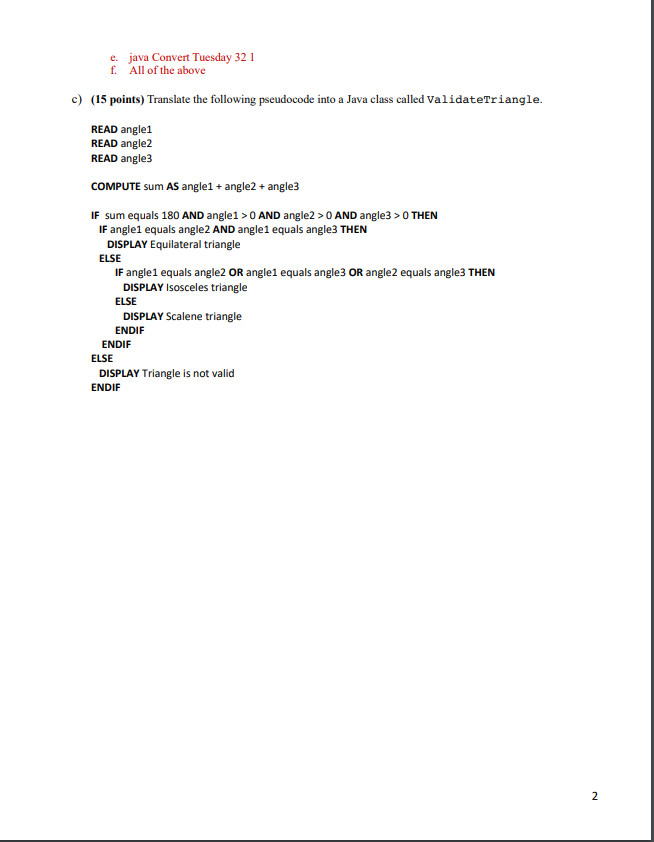 e. java Convert Tuesday 32 1
f. All of the above
c) (15 points) Translate the following pseudocode into a Java class called ValidateTriangle.
READ angle1
READ angle2
READ angle3
COMPUTE sum AS angle1 + angle2 + angle3
IF sum equals 180 AND angle1 > 0 AND angle2 > 0 AND angle3 > 0 THEN
IF angle1 equals angle2 AND angle1 equals angle3 THEN
DISPLAY Equilateral triangle
ELSE
IF angle1 equals angle2 OR angle1 equals angle3 OR angle2 equals angle3 THEN
DISPLAY Isosceles triangle
ELSE
DISPLAY Scalene triangle
ENDIF
ENDIF
ELSE
DISPLAY Triangle is not valid
ENDIF
2